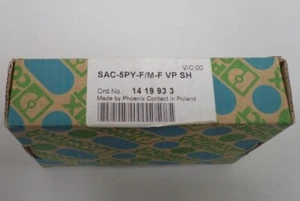 V/C:00
SAC-5PY-F/M-F VP SH
Ord.No. 14 19 93 3
Made by Phoenix Contact in Poland